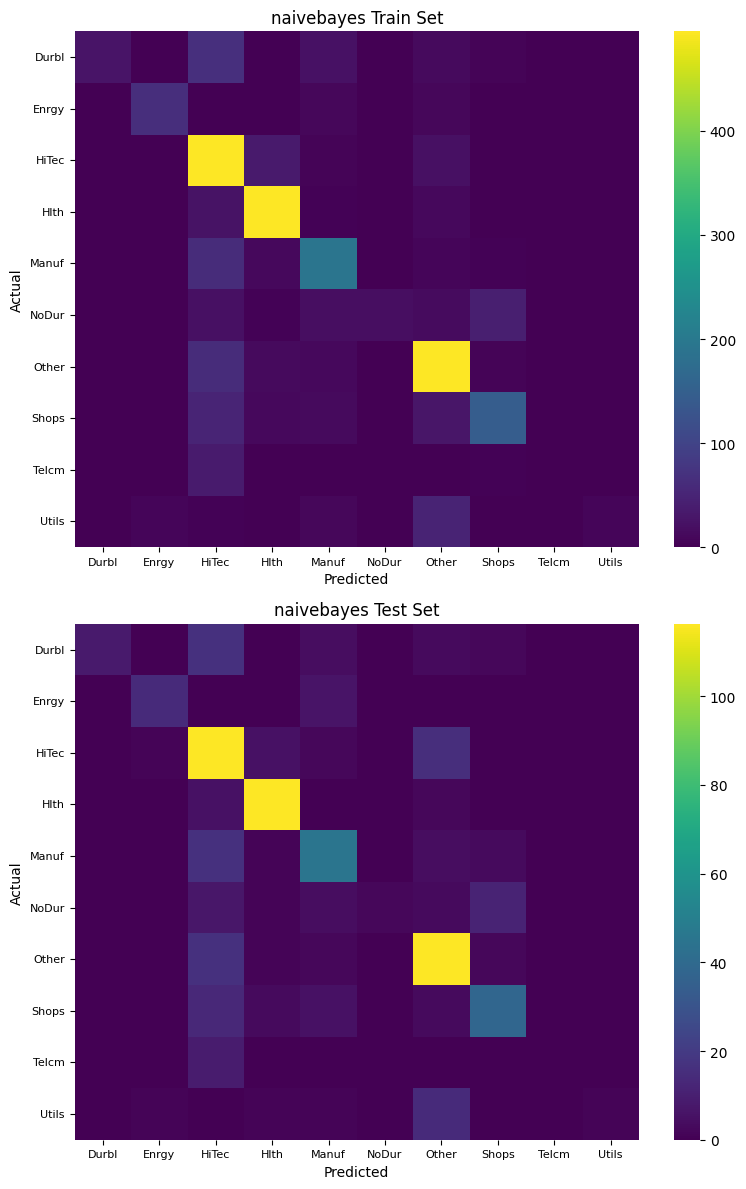 naivebayes Train Set
Durbl
Enrgy
HiTec
Hlth
Manuf
NoDur
Other
Shops
Telcm
Utils
Actual
Durbl Enrgy HiTec Hlth Manuf NoDur Other Shops Telcm Utils
Predicted
400
300
200
100
0
naivebayes Test Set
Durbl
Enrgy
HiTec
Hlth
Manuf
NoDur
Other
Shops
Telcm
Utils
Actual
Durbl Enrgy HiTec Hlth Manuf NoDur Other Shops Telcm Utils
Predicted
100
80
60
40
20
0